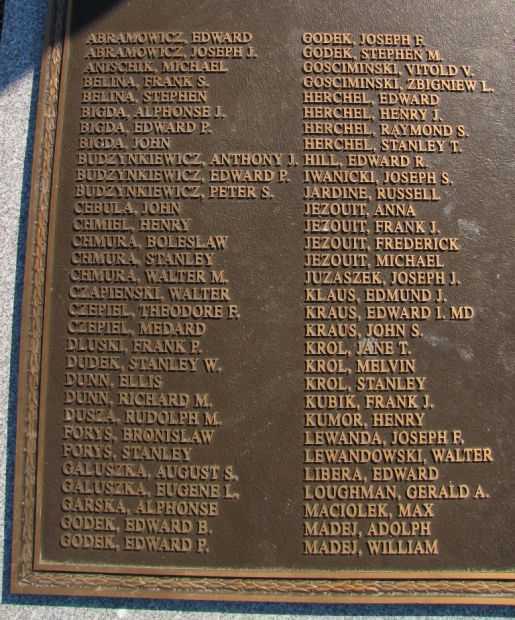 ABRAMOWICZ, EDWARD
ABRAMOWICZ, JOSEPH J.
ANTSCHIK, MICHAEL
BELINA, FRANK S.
BELINA, STEPHEN
BIGDA, ALPHONSE J.
BIGDA, EDWARD P.
BIGDA, JOHN
BUDZYNKIEWICZ, ANTHONY J.
BUDZYNKIEWICZ, EDWARD P.
BUDZYNKIEWICZ, PETER S.
CEBULA, JOHN
CHMIEL, HENRY
CHMURA, BOLESLAW
CHMURA, STANLEY
CHMURA, WALTER M.
CZAPIENSKI, WALTER
CZEPIEL, THEODORE F.
CZEPIEL, MEDARD
DLUSKI, FRANK P.
DUDEK, STANLEY W.
DUNN, ELLIS
DUNN, RICHARD M.
DUSZA, RUDOLPH M.
FORYS, BRONISLAW
FORYS, STANLEY
GALUSZKA, AUGUST S.
GALUSZKA, EUGENE L.
GARSKA, ALPHONSE
GODEK, EDWARD B.
GODEK, EDWARD P.
GODEK, JOSEPH F.
GODEK, STEPHEN M.
GOSCIMINSKI, VITOLD V.
GOSCIMINSKI, ZBIGNIEW L.
HERCHEL, EDWARD
HERCHEL, HENRY J.
HERCHEL, RAYMOND S.
HERCHEL, STANLEY T.
HILL, EDWARD R.
IWANICKI, JOSEPH S.
JARDINE, RUSSELL
JEZOUIT, ANNA
JEZOUIT, FRANK J.
JEZOUIT, FREDERICK
JEZOUIT, MICHAEL
JUZASZEK, JOSEPH J.
KLAUS, EDMUND J.
KRAUS, EDWARD I. MD
KRAUS, JOHN S.
KROL, JANE T.
KROL, MELVIN
KROL, STANLEY
KUBIK, FRANK J.
KUMOR, HENRY
LEWANDA, JOSEPH F.
LEWANDOWSKI, WALTER
LIBERA, EDWARD
LOUGHMAN, GERALD A.
MACIOLEK, MAX
MADEJ, ADOLPH
MADEJ, WILLIAM